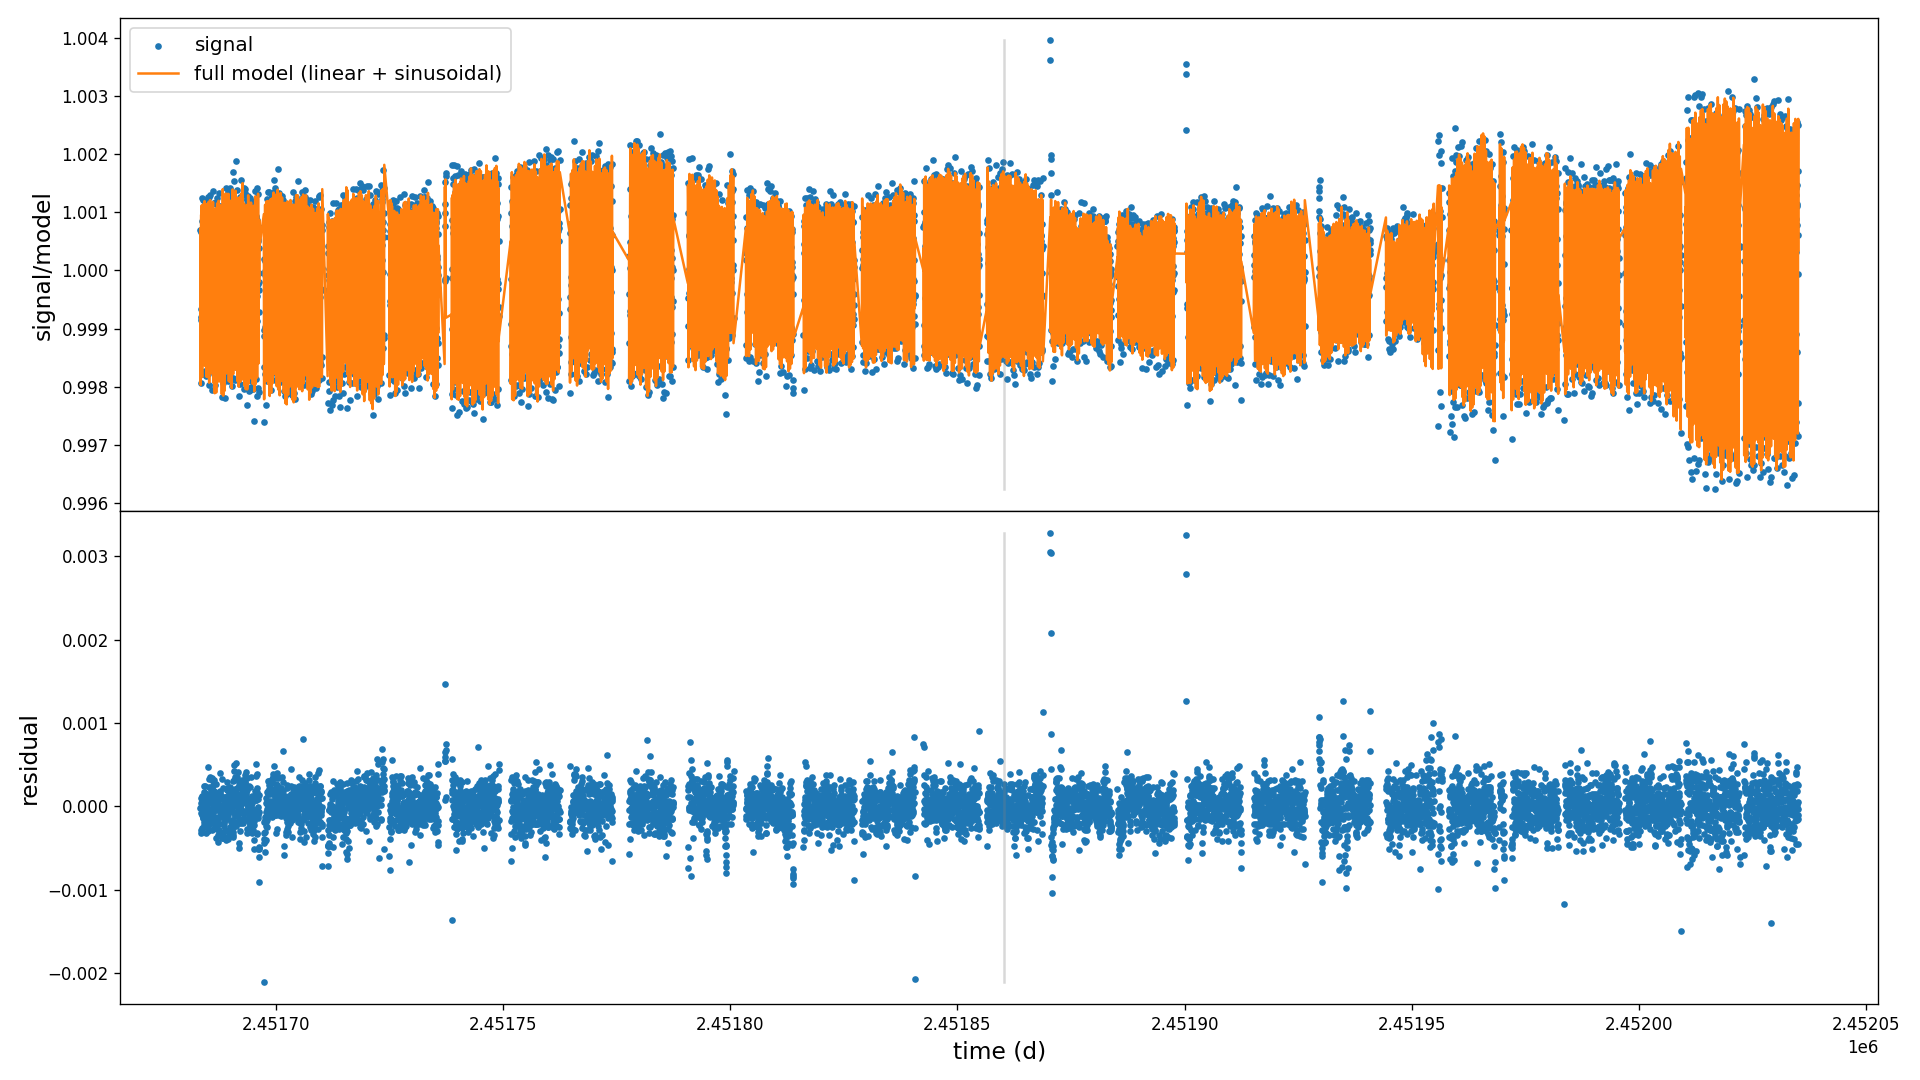 signal
full model (linear + sinusoidal)
signal/model
1.004
1.003
1.002
1.001
1.000
0.999
0.998
0.997
0.996
residual
0.003
0.002
0.001
0.000
−0.001
−0.002
2.45170 2.45175 2.45180 2.45185 2.45190 2.45195 2.45200 2.45205
1e6
time (d)